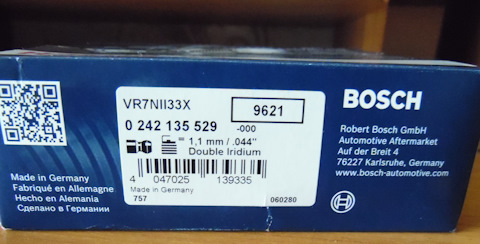 VR7NII33X
9621
0 242 135 529
-000
= 1,1 mm / .044"
Double Iridium
4 047025 139335
Made in Germany
757
060280
Made in Germany
Fabriqué en Allemagne
Hecho en Alemania
Сделано в Германии
BOSCH
Robert Bosch GmbH
Automotive Aftermarket
Auf der Breit 4
76227 Karlsruhe, Germany
www.bosch-automotive.com